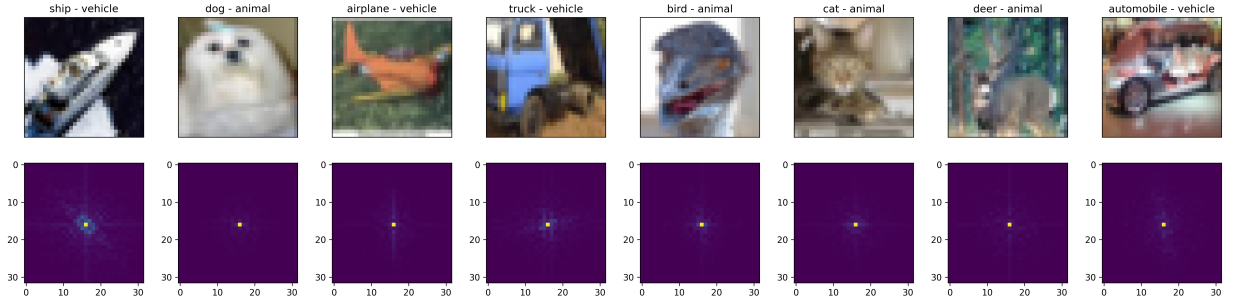 ship - vehicle dog - animal airplane - vehicle truck - vehicle bird - animal cat - animal deer - animal automobile - vehicle
0 0 0 0 0 0 0 0
10 10 10 10 10 10 10 10
20 20 20 20 20 20 20 20
30 30 30 30 30 30 30 30
0 10 20 30 0 10 20 30 0 10 20 30 0 10 20 30 0 10 20 30 0 10 20 30 0 10 20 30 0 10 20 30